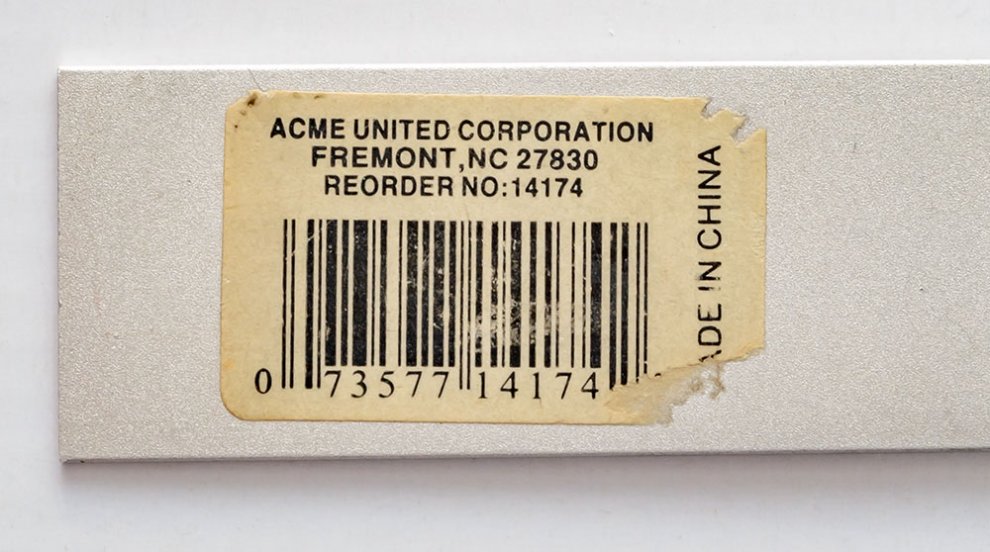 ACME UNITED CORPORATION
FREMONT,NC 27830
REORDER NO:14174
0 73577 14174
ADE IN CHINA